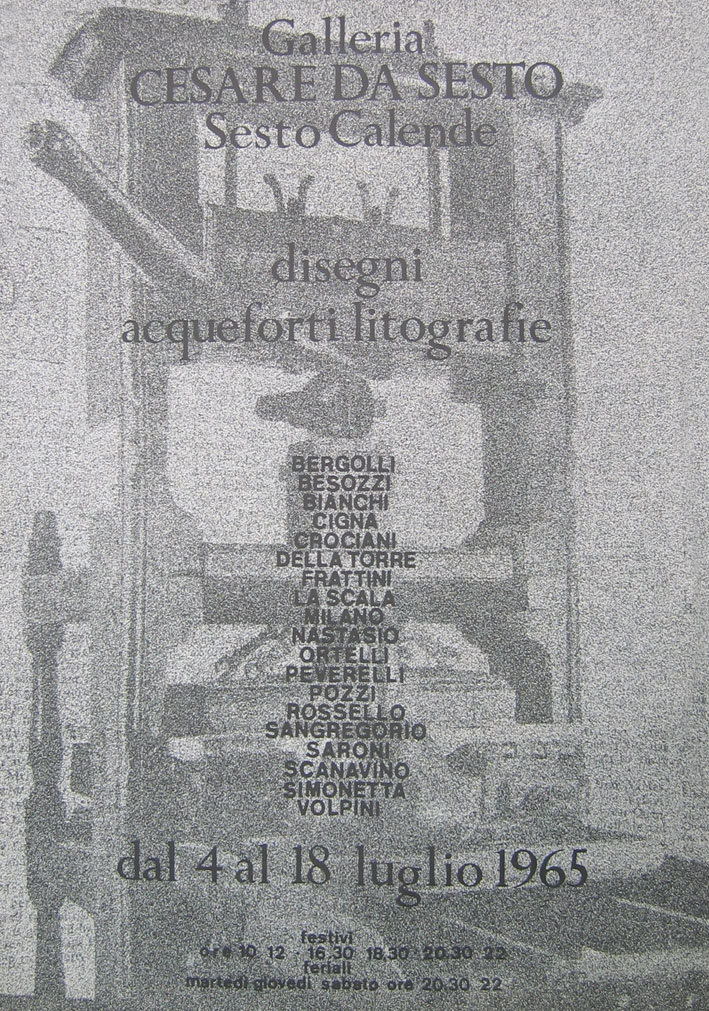 Galleria
CESARE DA SESTO
Sesto Calende
disegni
acqueforti litografie
BERGOLLI
BESOZZI
BIANCHI
CIGNA
CROCIANI
DELLA TORRE
FRATTINI
LA SCALA
MILANO
NASTASIO
ORTELLI
PEVERELLI
POZZI
ROSSELLO
SANGREGORIO
SARONI
SCANAVINO
SIMONETTA
VOLPINI
dal 4 al 18 luglio 1965
festivi
ore 10 12 - 16,30 18,30 20,30 22
feriali
martedì giovedì sabato ore 20,30 22